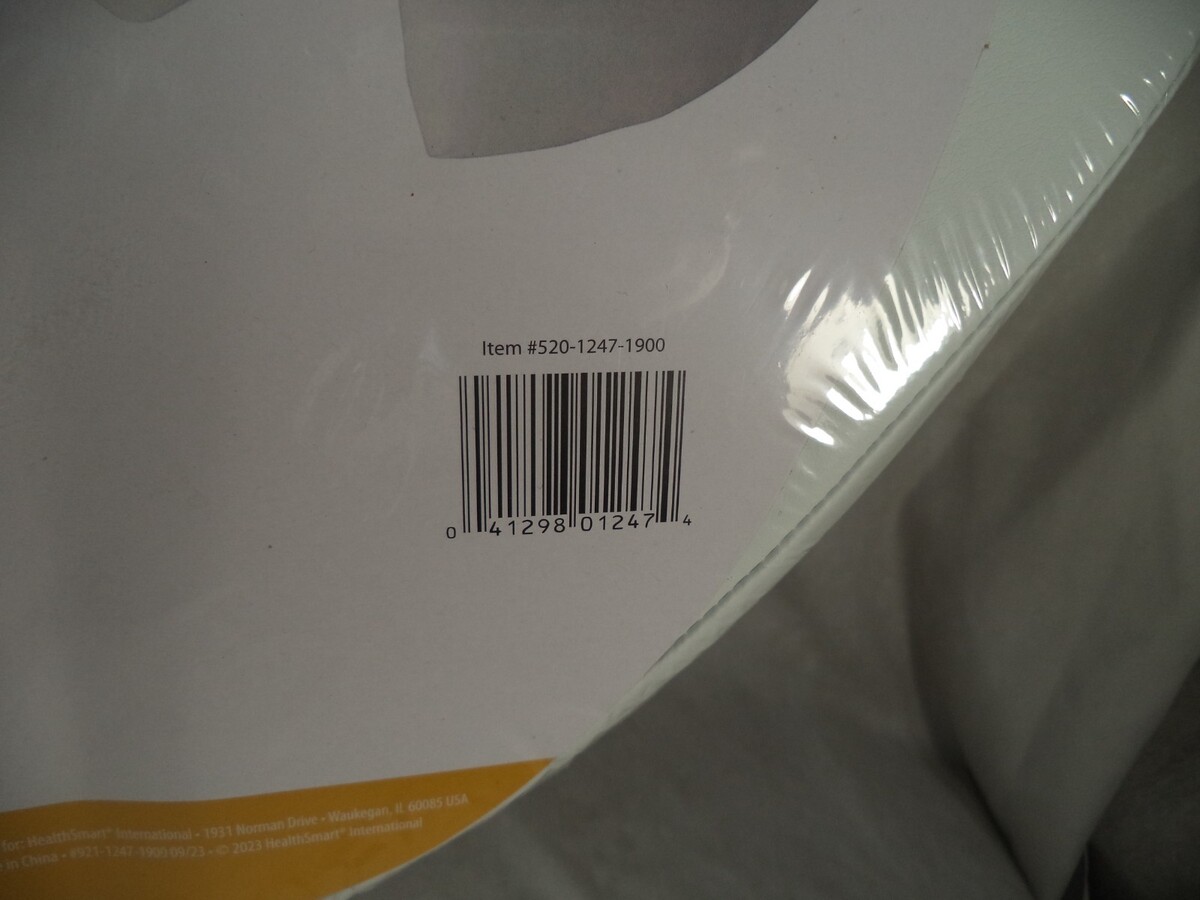 Item #520-1247-1900
0 41298 01247 4
for: HealthSmart® International • 1931 Norman Drive • Waukegan, IL 60085 USA
in China • #921-1247-1900 09/23 • © 2023 HealthSmart® International